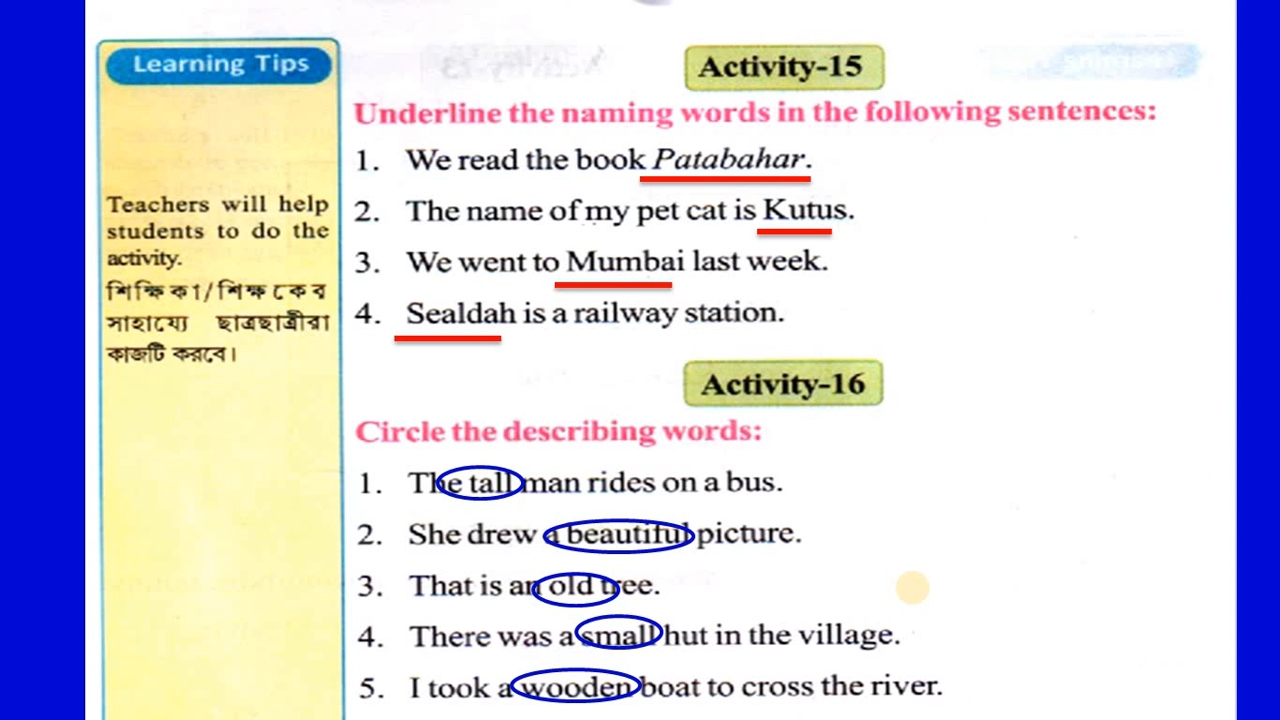 Learning Tips
Teachers will help
students to do the
activity.
শিক্ষিকা/শিক্ষকের
সাহায্যে ছাত্রছাত্রীরা
কাজটি করবে।
Activity-15
Underline the naming words in the following sentences:
1. We read the book Patabahar.
2. The name of my pet cat is Kutus.
3. We went to Mumbai last week.
4. Sealdah is a railway station.
Activity-16
Circle the describing words:
1. The tall man rides on a bus.
2. She drew a beautiful picture.
3. That is an old tree.
4. There was a small hut in the village.
5. I took a wooden boat to cross the river.